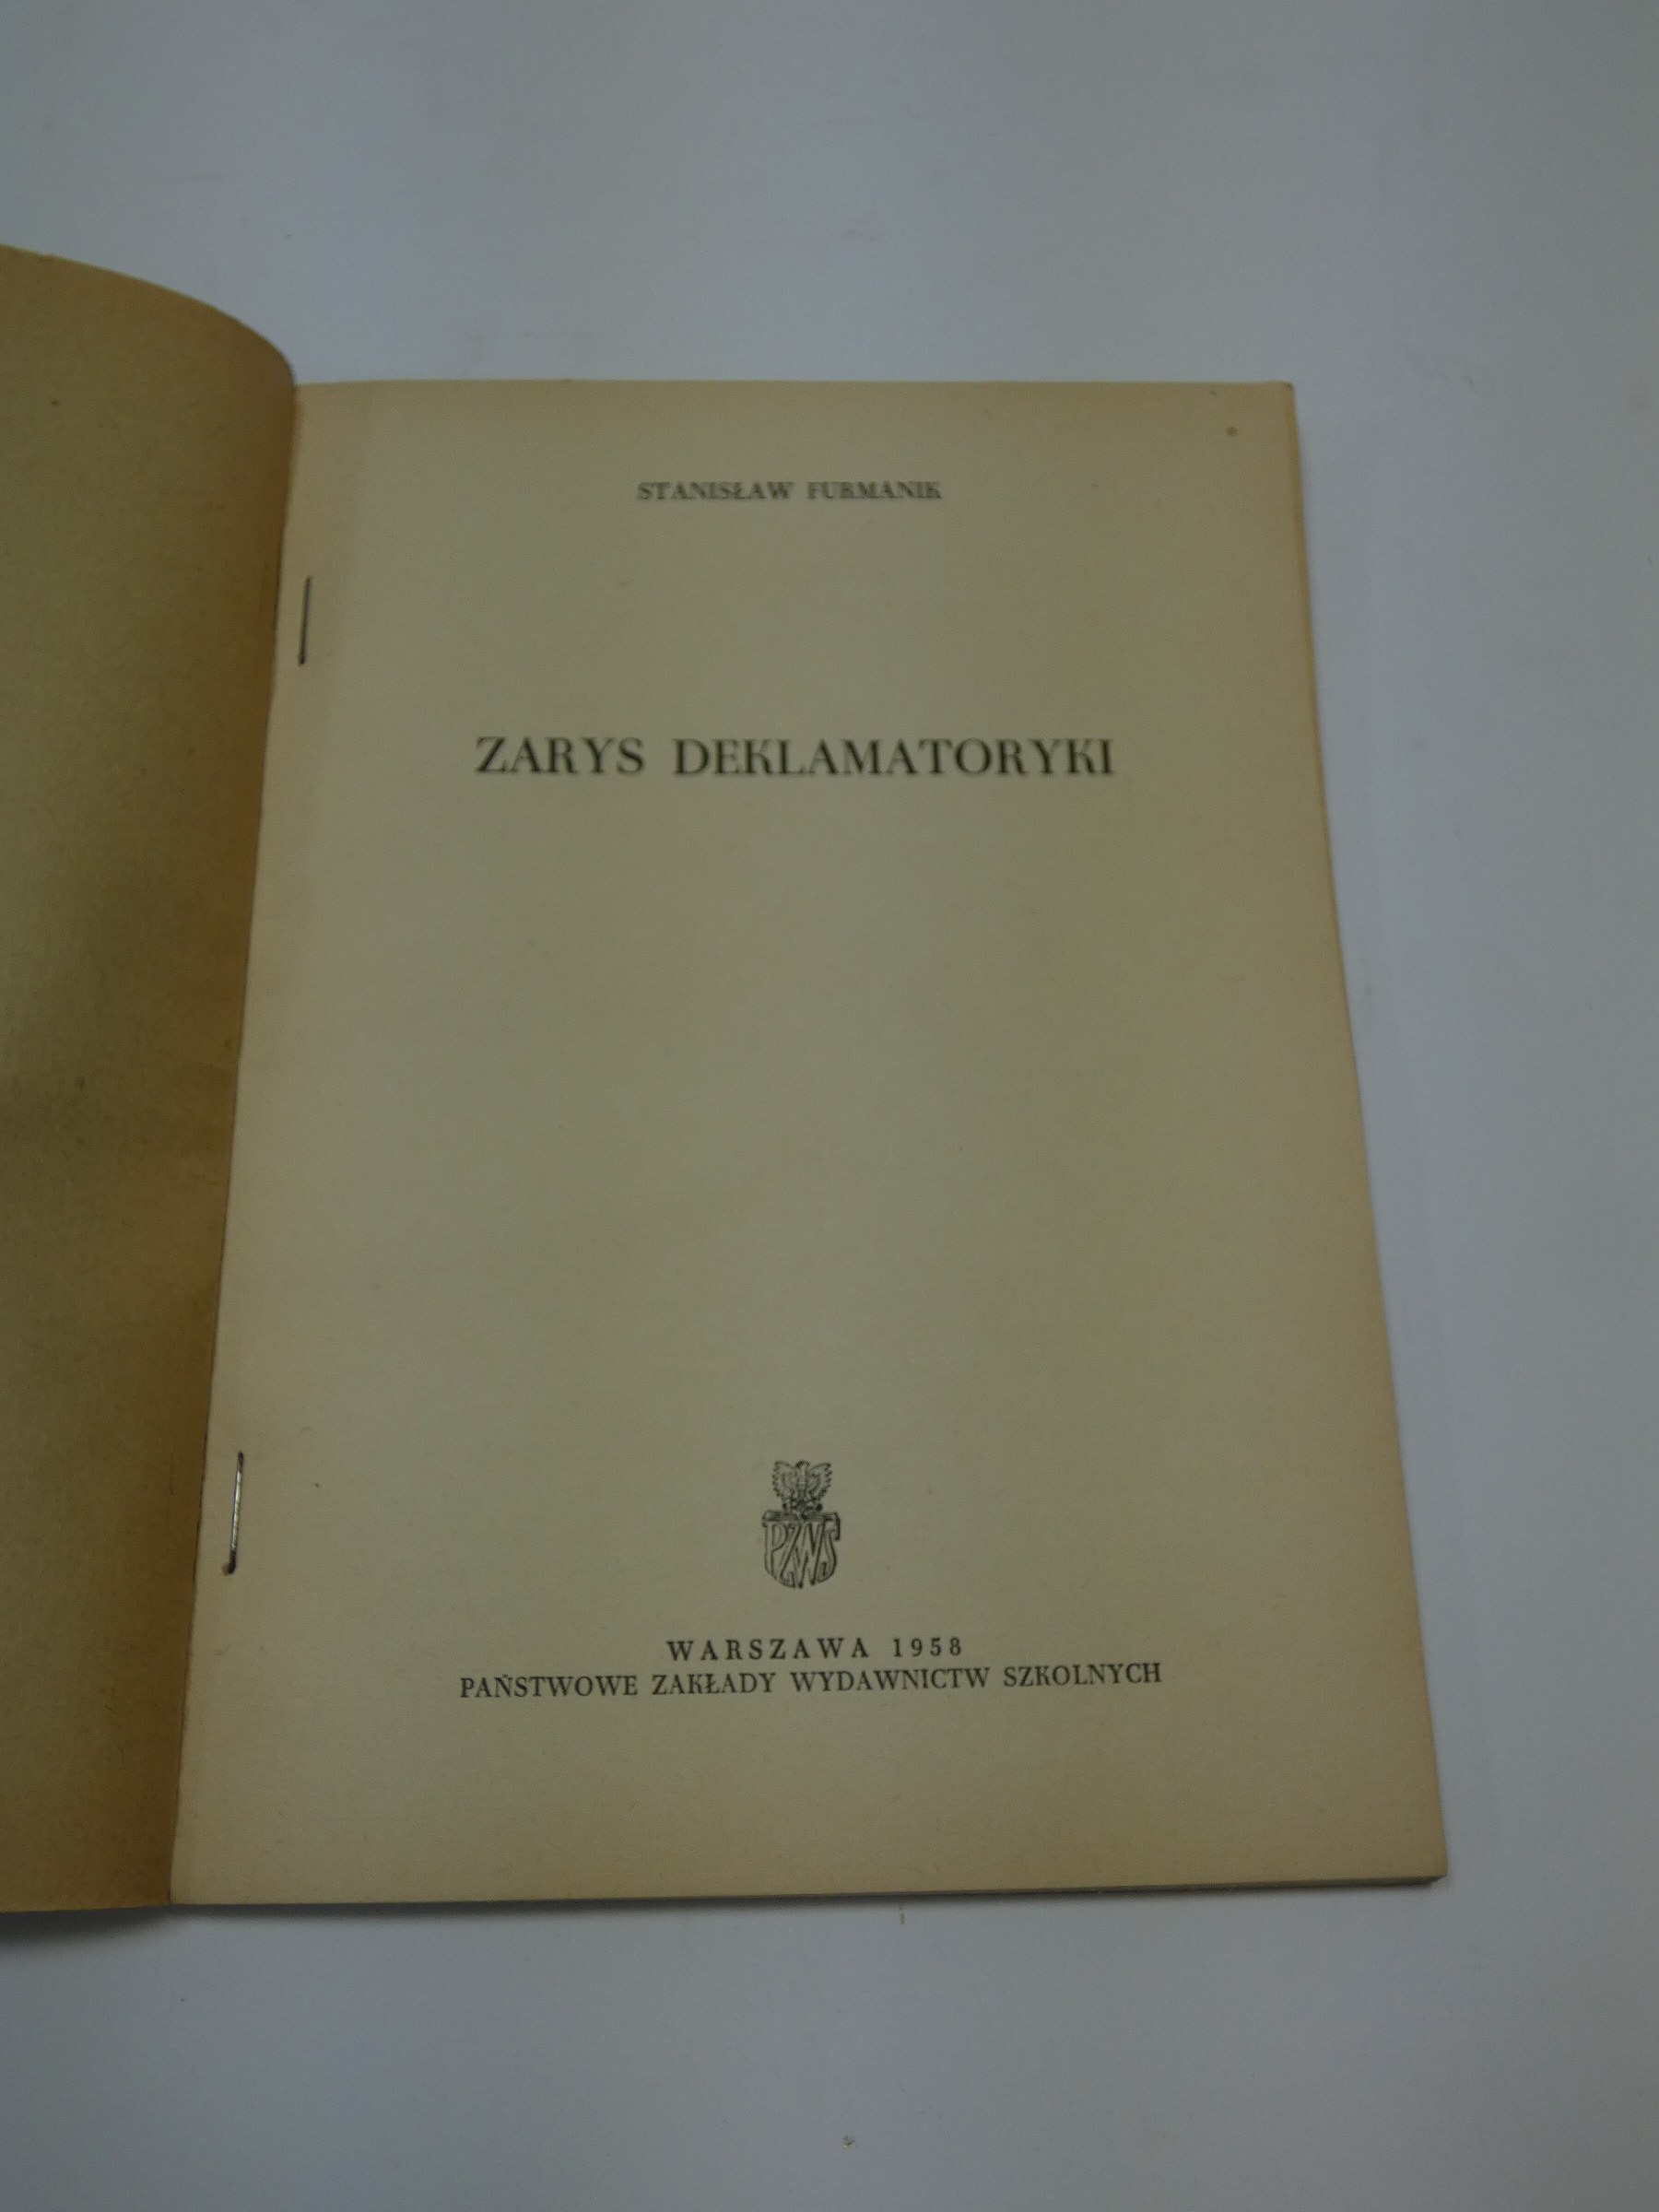 STANISŁAW FURMANIK
ZARYS DEKLAMATORYKI
PZWS
WARSZAWA 1958
PAŃSTWOWE ZAKŁADY WYDAWNICTW SZKOLNYCH